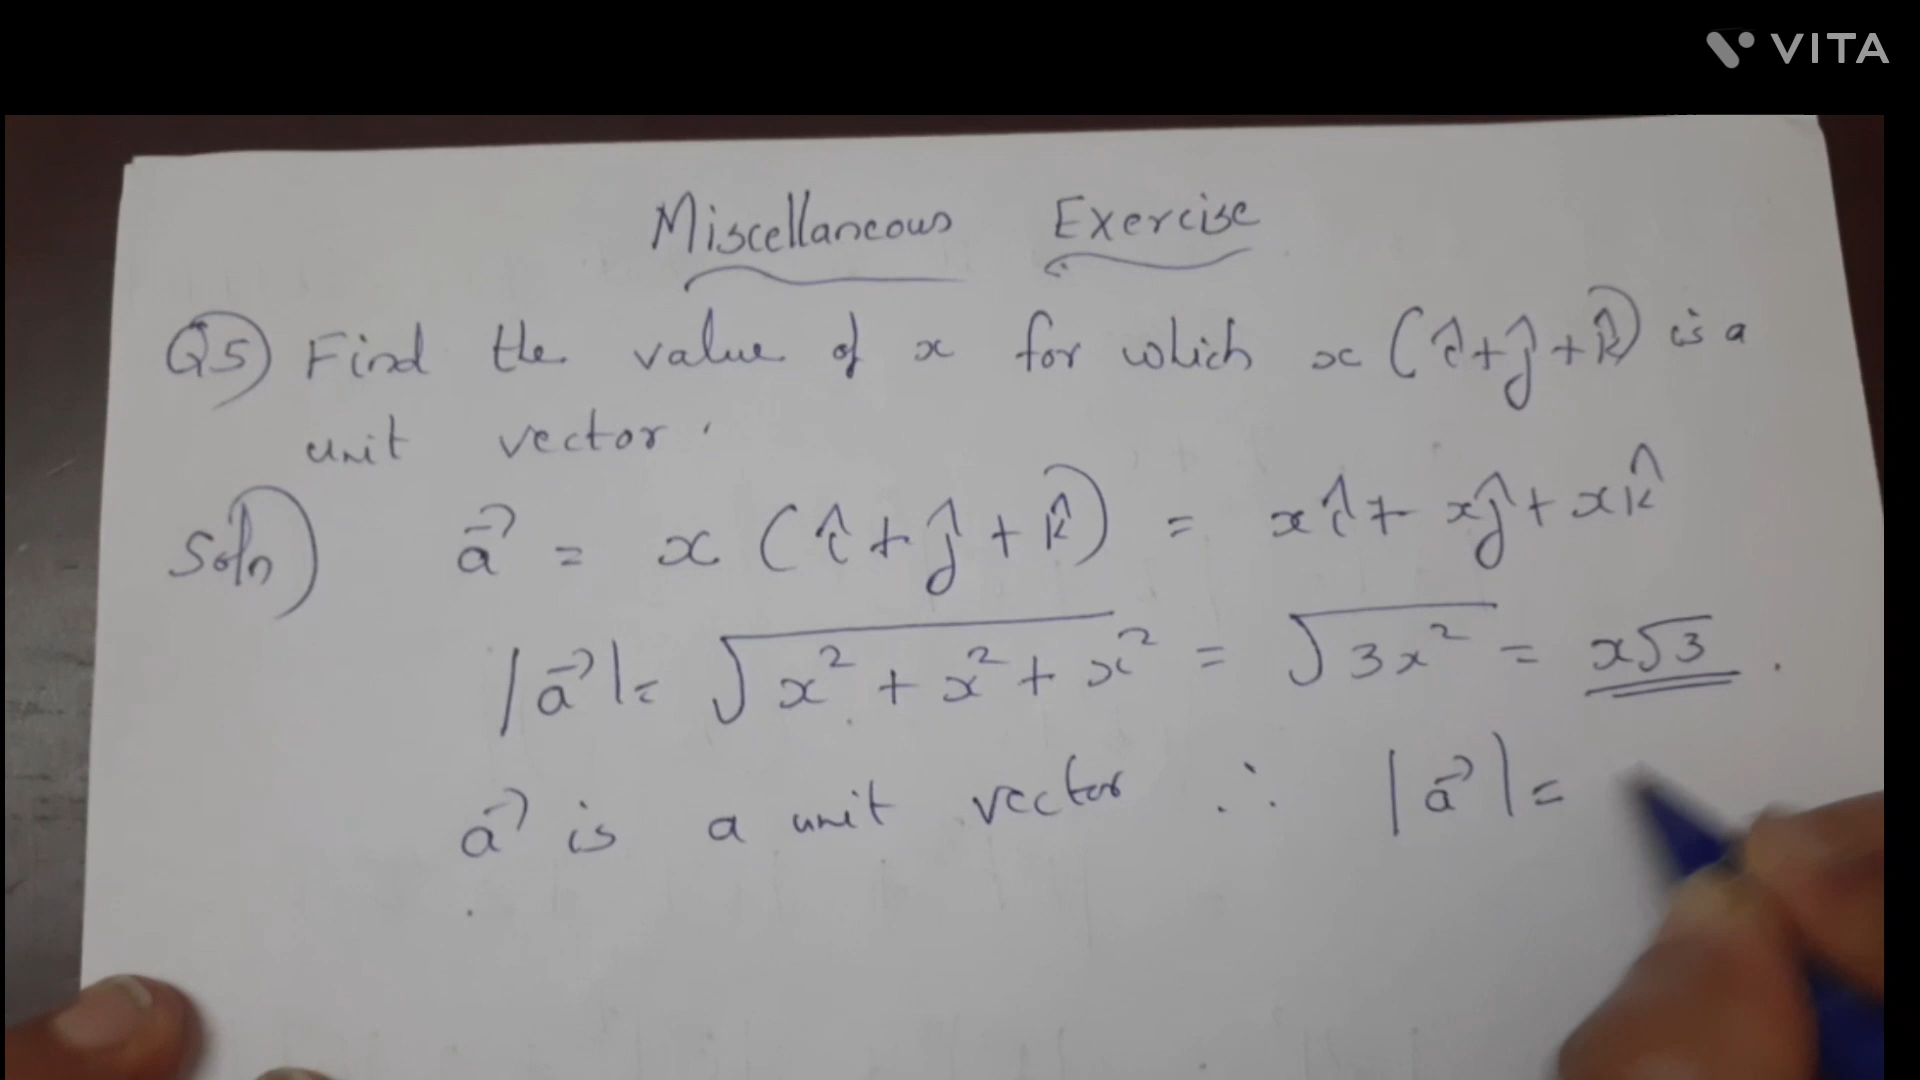 VITA
Miscellaneous Exercise
Q5) Find the value of x for which x (î+ĵ+k̂) is a
unit vector.
Soln) a⃗ = x (î+ĵ+k̂) = xî+ xĵ+xk̂
|a⃗|= √(x²+x²+x²) = √(3x²) = x√3 .
a⃗ is a unit vector ∴ |a⃗|=